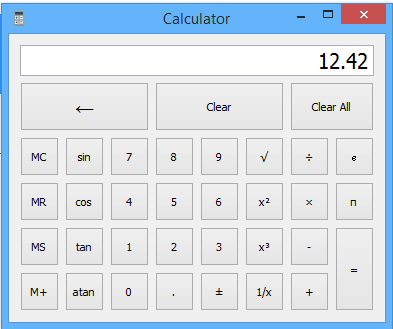 Calculator
12.42
← Clear Clear All
MC sin 7 8 9 √ ÷ e
MR cos 4 5 6 x² × π
MS tan 1 2 3 x³ -
=
M+ atan 0 . ± 1/x +